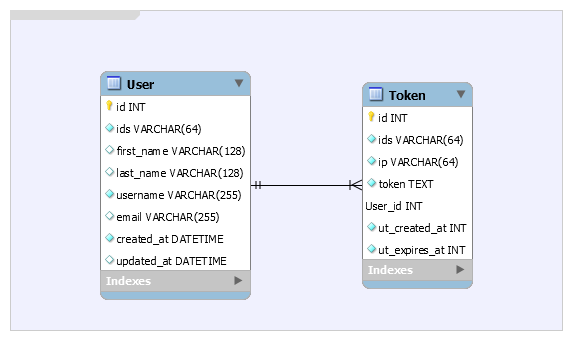 User
id INT
ids VARCHAR(64)
first_name VARCHAR(128)
last_name VARCHAR(128)
username VARCHAR(255)
email VARCHAR(255)
created_at DATETIME
updated_at DATETIME
Indexes
Token
id INT
ids VARCHAR(64)
ip VARCHAR(64)
token TEXT
User_id INT
ut_created_at INT
ut_expires_at INT
Indexes